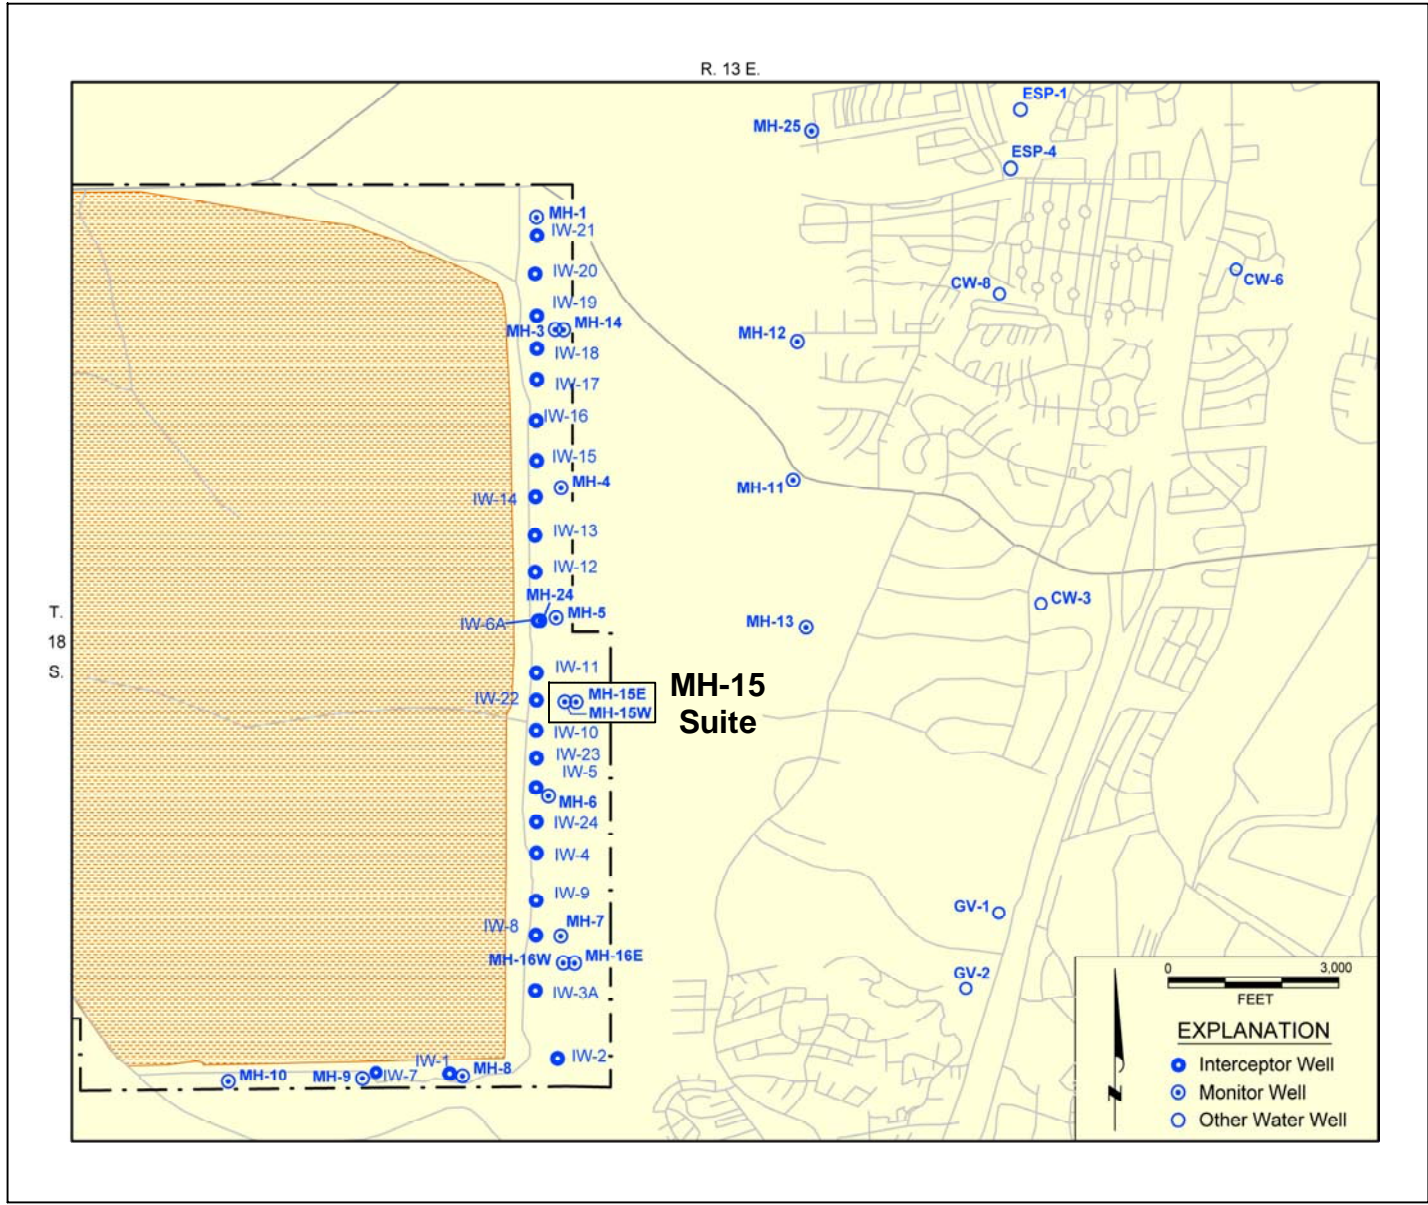 R. 13 E.
ESP-1
MH-25
ESP-4
MH-1
IW-21
IW-20
CW-6
CW-8
IW-19
MH-3
MH-14
MH-12
IW-18
IW-17
IW-16
IW-15
MH-4
MH-11
IW-14
IW-13
IW-12
MH-24
CW-3
T.
18
S.
MH-5
IW-6A
MH-13
IW-11
MH-15
Suite
IW-22
MH-15E
MH-15W
IW-10
IW-23
IW-5
MH-6
IW-24
IW-4
IW-9
GV-1
IW-8
MH-7
MH-16W
MH-16E
GV-2
IW-3A
0 3,000
FEET
EXPLANATION
Interceptor Well
Monitor Well
Other Water Well
N
IW-2
IW-1
MH-8
MH-10
MH-9
IW-7